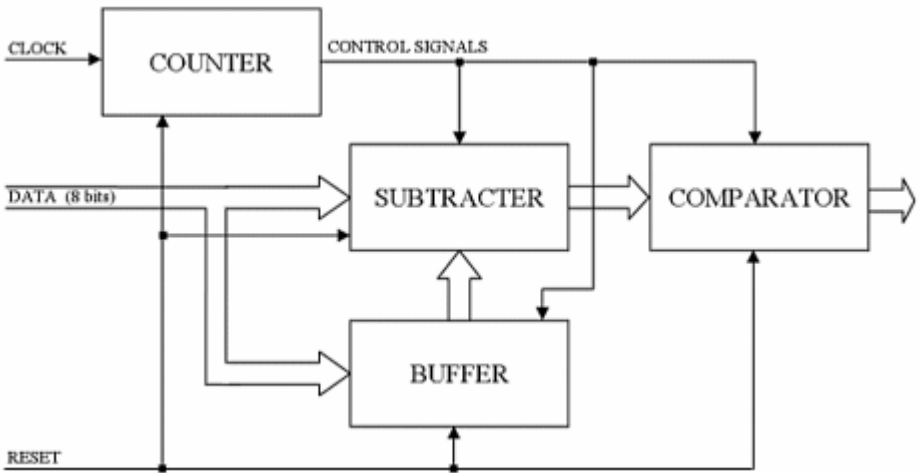 CLOCK
COUNTER
CONTROL SIGNALS
DATA (8 bits)
SUBTRACTER
COMPARATOR
BUFFER
RESET